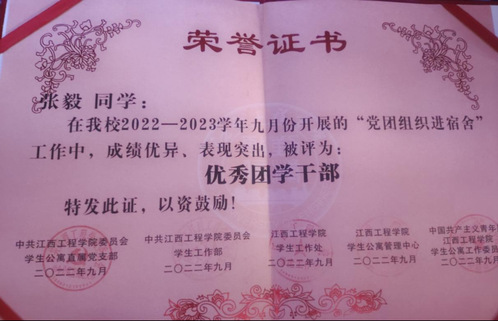 荣誉证书
张毅 同学：
在我校2022—2023学年九月份开展的“党团组织进宿舍”
工作中，成绩优异、表现突出，被评为：
优秀团学干部
特发此证，以资鼓励！
中共江西工程学院委员会
学生公寓直属党支部
二〇二二年九月
中共江西工程学院委员会
学生工作部
二〇二二年九月
江西工程学院
学生工作处
二〇二二年九月
江西工程学院
学生公寓管理中心
二〇二二年九月
中国共产主义青年
江西工程学院
学生公寓工作委员
二〇二二年九月